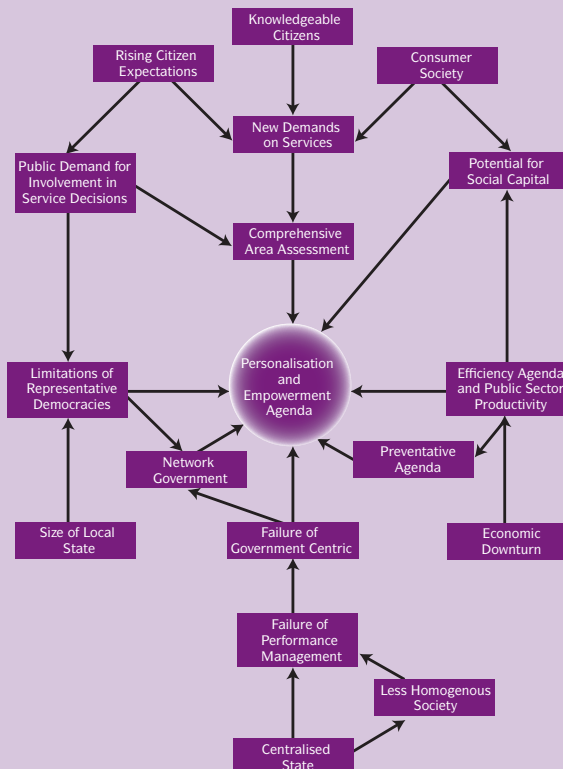 Knowledgeable
Citizens
Rising Citizen
Expectations
Consumer
Society
New Demands
on Services
Public Demand for
Involvement in
Service Decisions
Potential for
Social Capital
Comprehensive
Area Assessment
Personalisation
and
Empowerment
Agenda
Limitations of
Representative
Democracies
Efficiency Agenda
and Public Sector
Productivity
Network
Government
Preventative
Agenda
Size of Local
State
Failure of
Government Centric
Economic
Downturn
Failure of
Performance
Management
Less Homogenous
Society
Centralised
State